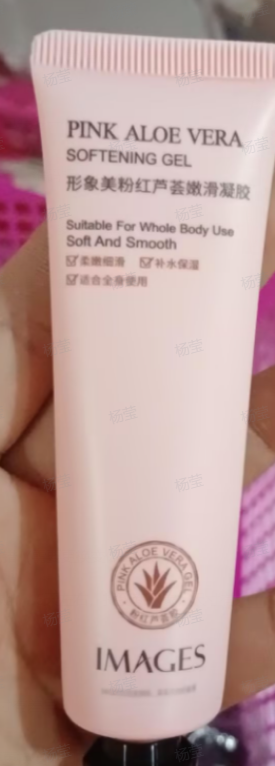 PINK ALOE VERA
SOFTENING GEL
形象美粉红芦荟嫩滑凝胶
Suitable For Whole Body Use
Soft And Smooth
☑柔嫩细滑 ☑补水保湿
☑适合全身使用
PINK ALOE VERA GEL
粉红芦荟胶
IMAGES
杨莹